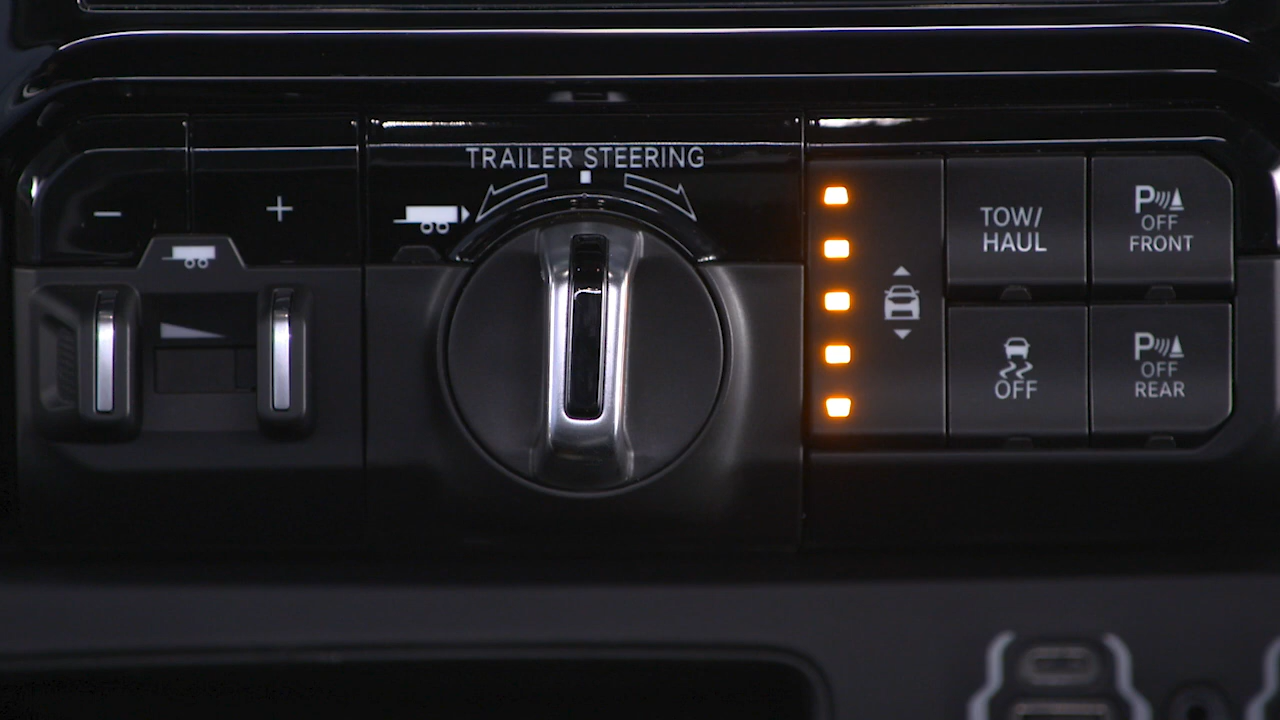 TRAILER STEERING
− +
TOW/
HAUL
P
OFF
FRONT
OFF
P
OFF
REAR